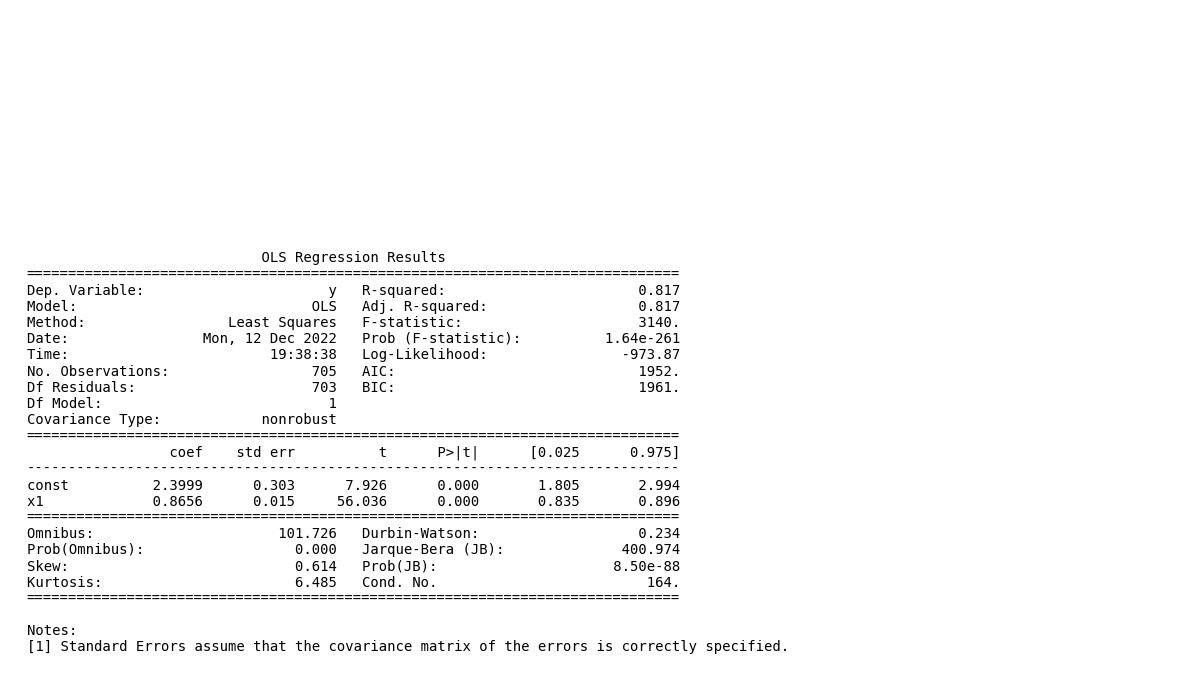 OLS Regression Results
==============================================================================
Dep. Variable:                      y   R-squared:                       0.817
Model:                            OLS   Adj. R-squared:                  0.817
Method:                 Least Squares   F-statistic:                     3140.
Date:                Mon, 12 Dec 2022   Prob (F-statistic):          1.64e-261
Time:                        19:38:38   Log-Likelihood:                -973.87
No. Observations:                 705   AIC:                             1952.
Df Residuals:                     703   BIC:                             1961.
Df Model:                           1
Covariance Type:            nonrobust
==============================================================================
                 coef    std err          t      P>|t|      [0.025      0.975]
------------------------------------------------------------------------------
const          2.3999      0.303      7.926      0.000       1.805       2.994
x1             0.8656      0.015     56.036      0.000       0.835       0.896
==============================================================================
Omnibus:                      101.726   Durbin-Watson:                   0.234
Prob(Omnibus):                  0.000   Jarque-Bera (JB):              400.974
Skew:                           0.614   Prob(JB):                     8.50e-88
Kurtosis:                       6.485   Cond. No.                         164.
==============================================================================
Notes:
[1] Standard Errors assume that the covariance matrix of the errors is correctly specified.